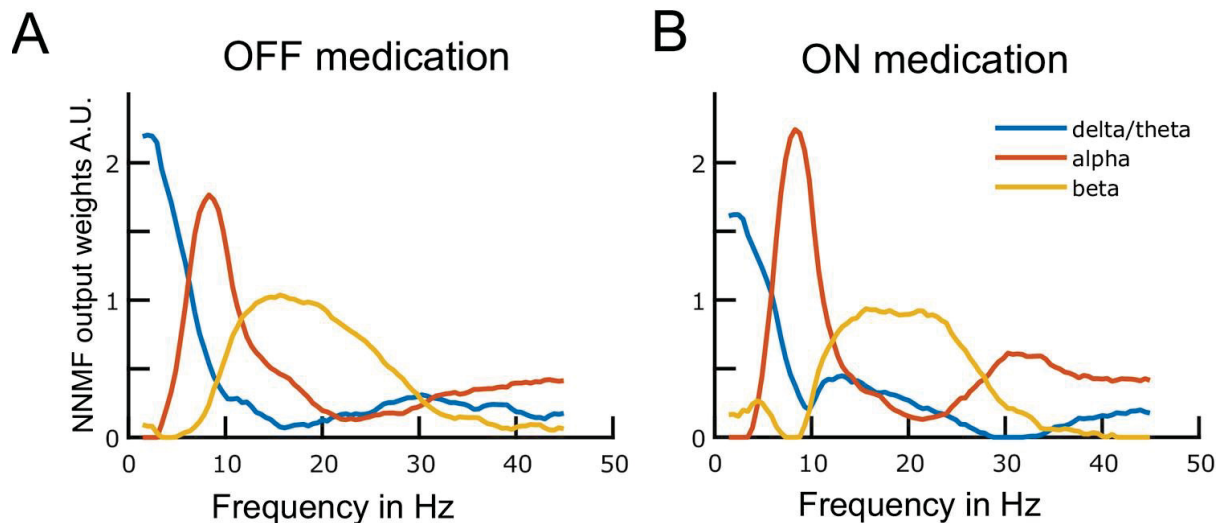 A
OFF medication
NNMF output weights A.U.
2
1
0
0
10
20
30
40
50
Frequency in Hz
B
ON medication
delta/theta
alpha
beta
2
1
0
0
10
20
30
40
50
Frequency in Hz